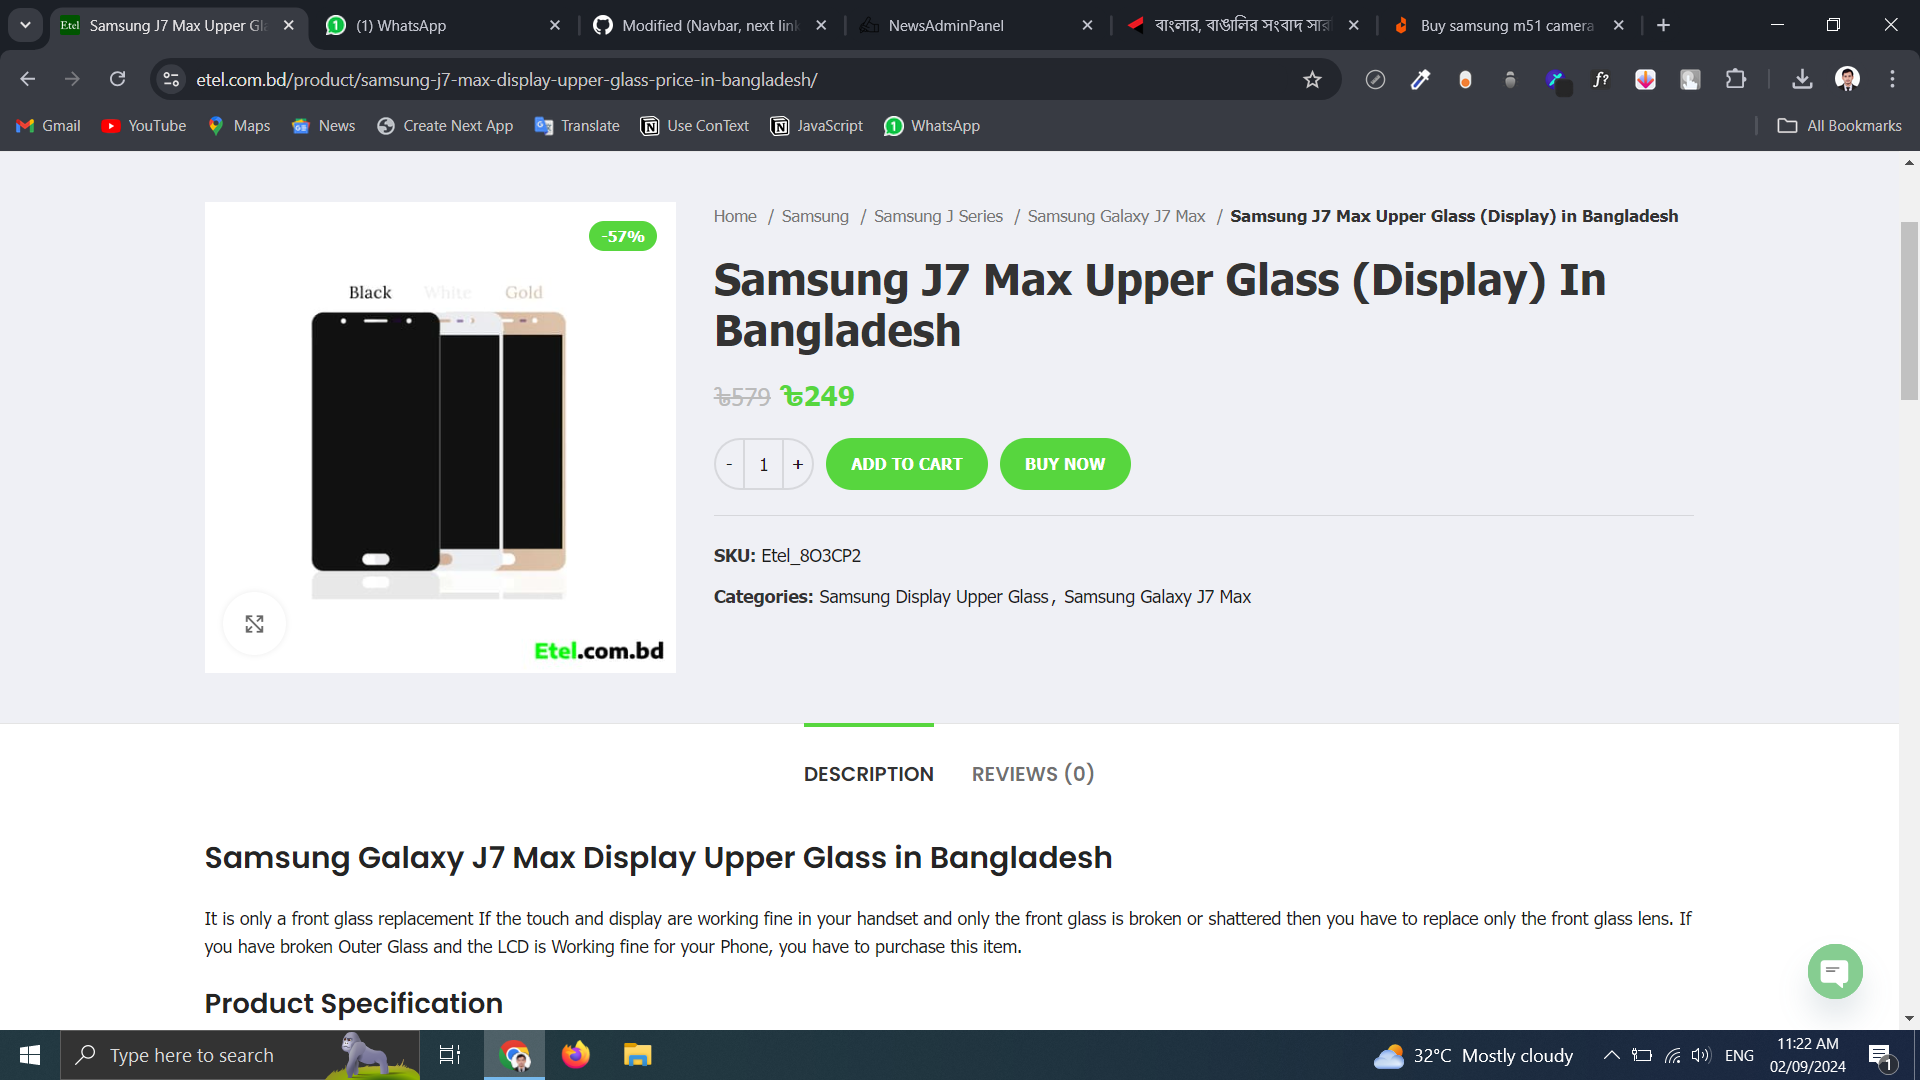 Etel
Samsung J7 Max Upper Gla
(1) WhatsApp
Modified (Navbar, next link
NewsAdminPanel
বাংলার, বাঙালির সংবাদ সার
Buy samsung m51 camera
etel.com.bd/product/samsung-j7-max-display-upper-glass-price-in-bangladesh/
f?
Gmail
YouTube
Maps
News
Create Next App
Translate
Use ConText
JavaScript
WhatsApp
All Bookmarks
-57%
Black White Gold
Etel.com.bd
Home / Samsung / Samsung J Series / Samsung Galaxy J7 Max / Samsung J7 Max Upper Glass (Display) in Bangladesh
Samsung J7 Max Upper Glass (Display) In
Bangladesh
৳579 ৳249
- 1 + ADD TO CART BUY NOW
SKU: Etel_8O3CP2
Categories: Samsung Display Upper Glass, Samsung Galaxy J7 Max
DESCRIPTION REVIEWS (0)
Samsung Galaxy J7 Max Display Upper Glass in Bangladesh
It is only a front glass replacement If the touch and display are working fine in your handset and only the front glass is broken or shattered then you have to replace only the front glass lens. If
you have broken Outer Glass and the LCD is Working fine for your Phone, you have to purchase this item.
Product Specification
Type here to search
32°C Mostly cloudy
ENG
11:22 AM
02/09/2024
1